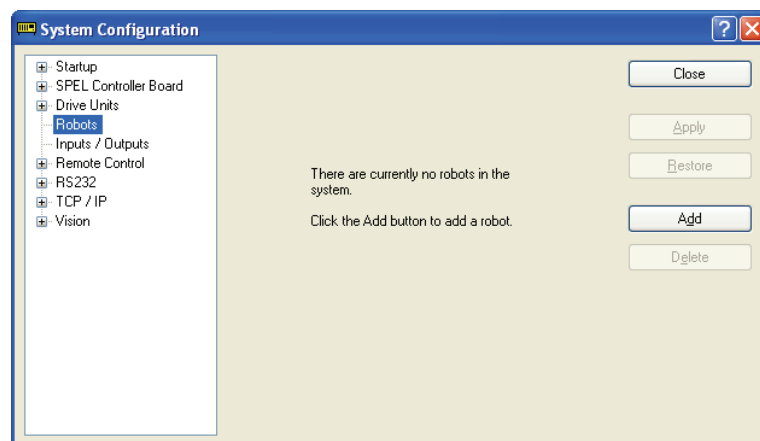 System Configuration
Startup
SPEL Controller Board
Drive Units
Robots
Inputs / Outputs
Remote Control
RS232
TCP / IP
Vision
There are currently no robots in the
system.
Click the Add button to add a robot.
Close
Apply
Restore
Add
Delete